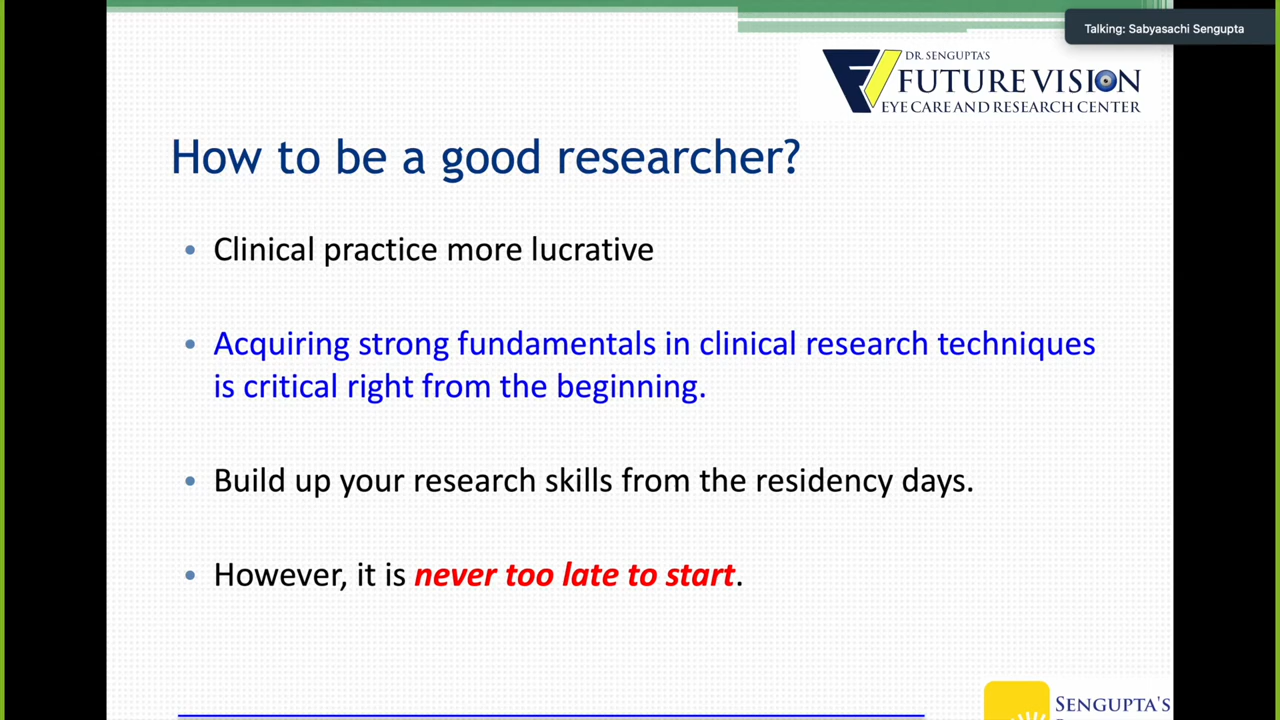 Talking: Sabyasachi Sengupta
DR. SENGUPTA'S
FUTURE VISION
EYE CARE AND RESEARCH CENTER
How to be a good researcher?
• Clinical practice more lucrative
• Acquiring strong fundamentals in clinical research techniques
is critical right from the beginning.
• Build up your research skills from the residency days.
• However, it is never too late to start.
SENGUPTA'S